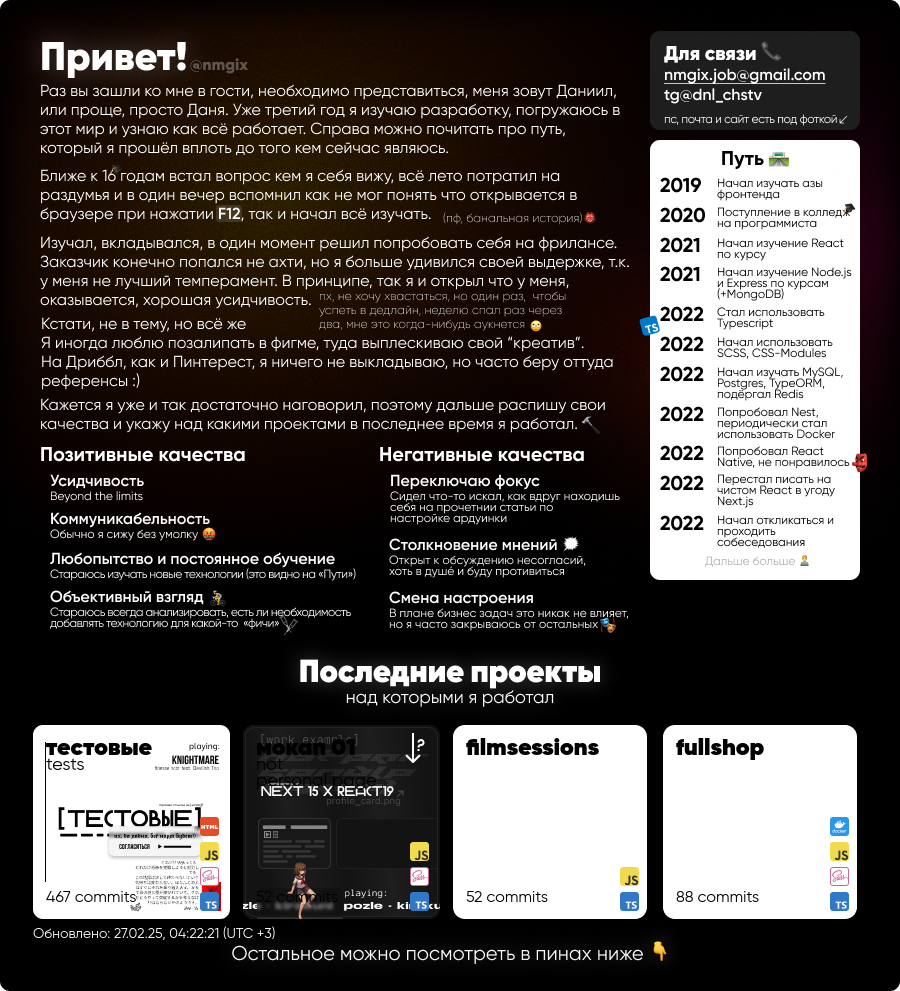 Привет! @nmgix
Раз вы зашли ко мне в гости, необходимо представиться, меня зовут Даниил,
или проще, просто Даня. Уже третий год я изучаю разработку, погружаюсь в
этот мир и узнаю как всё работает. Справа можно почитать про путь,
который я прошёл вплоть до того кем сейчас являюсь.
Ближе к 16 годам встал вопрос кем я себя вижу, всё лето потратил на
раздумья и в один вечер вспомнил как не мог понять что открывается в
браузере при нажатии F12, так и начал всё изучать. (пф, банальная история)👹
Изучал, вкладывался, в один момент решил попробовать себя на фрилансе.
Заказчик конечно попался не ахти, но я больше удивился своей выдержке, т.к.
у меня не лучший темперамент. В принципе, так я и открыл что у меня,
оказывается, хорошая усидчивость.
пх, не хочу хвастаться, но один раз, чтобы
успеть в дедлайн, неделю спал раз через
два, мне это когда-нибудь аукнется 🙄
Кстати, не в тему, но всё же
Я иногда люблю позалипать в фигме, туда выплескиваю свой “креатив”.
На Дриббл, как и Пинтерест, я ничего не выкладываю, но часто беру оттуда
референсы :)
Кажется я уже и так достаточно наговорил, поэтому дальше распишу свои
качества и укажу над какими проектами в последнее время я работал. 🔨
Позитивные качества
Усидчивость
Beyond the limits
Коммуникабельность
Обычно я сижу без умолку 🤬
Любопытство и постоянное обучение
Стараюсь изучать новые технологии (это видно на «Пути»)
Объективный взгляд
Стараюсь всегда анализировать, есть ли необходимость
добавлять технологию для какой-то «фичи»
Негативные качества
Переключаю фокус
Сидел что-то искал, как вдруг находишь
себя на прочетнии статьи по
настройке ардуинки
Столкновение мнений
Открыт к обсуждению несогласий,
хоть в душе и буду противиться
Смена настроения
В плане бизнес задач это никак не влияет,
но я часто закрываюсь от остальных🎭
Для связи 📞
nmgix.job@gmail.com
tg@dnl_chstv
пс, почта и сайт есть под фоткой↙
Путь 🛣️
2019 Начал изучать азы
фронтенда
2020 Поступление в колледж
на программиста
2021 Начал изучение React
по курсу
2021 Начал изучение Node.js
и Express по курсам
(+MongoDB)
2022 Стал использовать
Typescript
TS
2022 Начал использовать
SCSS, CSS-Modules
2022 Начал изучать MySQL,
Postgres, TypeORM,
подёргал Redis
2022 Попробовал Nest,
периодически стал
использовать Docker
2022 Попробовал React
Native, не понравилось👺
2022 Перестал писать на
чистом React в угоду
Next.js
2022 Начал откликаться и
проходить
собеседования
Дальше больше
Последние проекты
над которыми я работал
тестовые
tests
playing:
KNIGHTMARE
[ТЕСТОВЫЕ]
СОГЛАСИТЬСЯ
HTML
JS
Sass
TS
467 commits
[work example]
мокап 01
not
personal page
?
NEXT 15 X REACT19
profile_card.png
playing:
52 commits
JS
Sass
TS
filmsessions
52 commits
JS
TS
fullshop
88 commits
docker
JS
Sass
TS
Обновлено: 27.02.25, 04:22:21 (UTC +3)
Остальное можно посмотреть в пинах ниже 👇